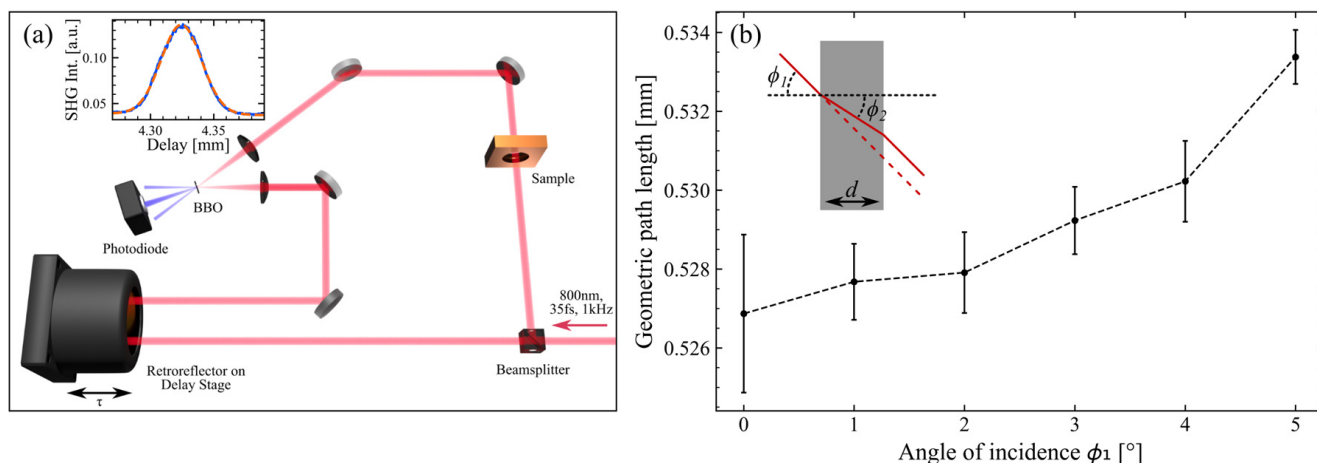 (a)
SHG Int. [a.u.]
0.10
0.05
4.30 4.35
Delay [mm]
BBO
Photodiode
Sample
800nm,
35fs, 1kHz
Beamsplitter
Retroreflector on
Delay Stage
τ
(b)
Geometric path length [mm]
0.534
0.532
0.530
0.528
0.526
ϕ1
ϕ2
d
0 1 2 3 4 5
Angle of incidence ϕ1 [°]